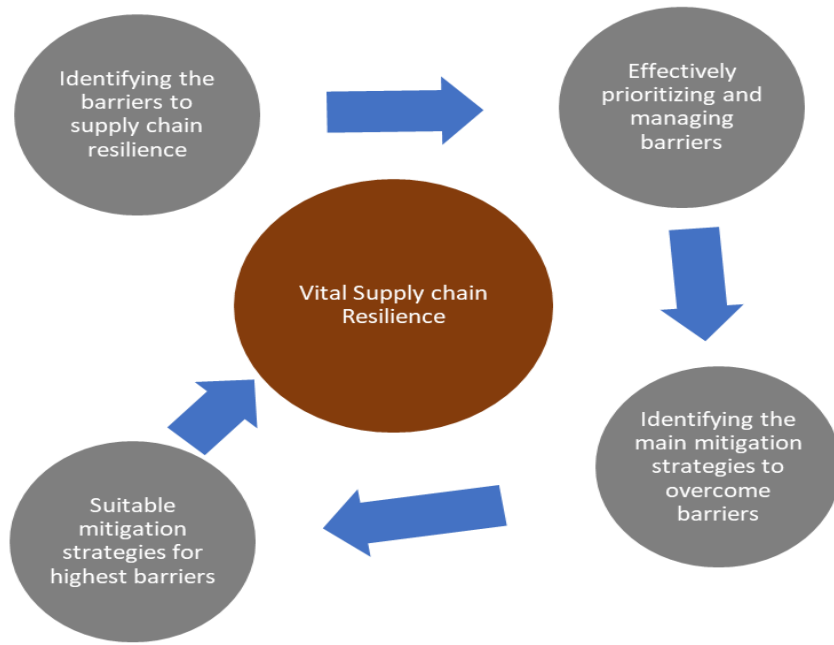 Identifying the
barriers to
supply chain
resilience
Effectively
prioritizing and
managing
barriers
Vital Supply chain
Resilience
Identifying the
main mitigation
strategies to
overcome
barriers
Suitable
mitigation
strategies for
highest barriers